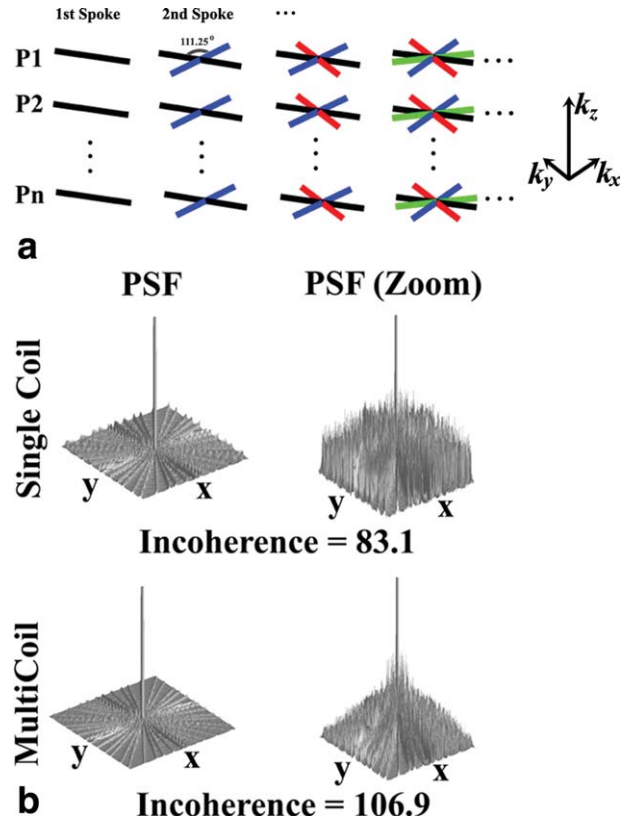 1st Spoke 2nd Spoke ...
111.25°
P1 ...
P2 ...
Pn ...
kz
ky kx
a
PSF PSF (Zoom)
Single Coil
y x y x
Incoherence = 83.1
MultiCoil
y x y x
b Incoherence = 106.9